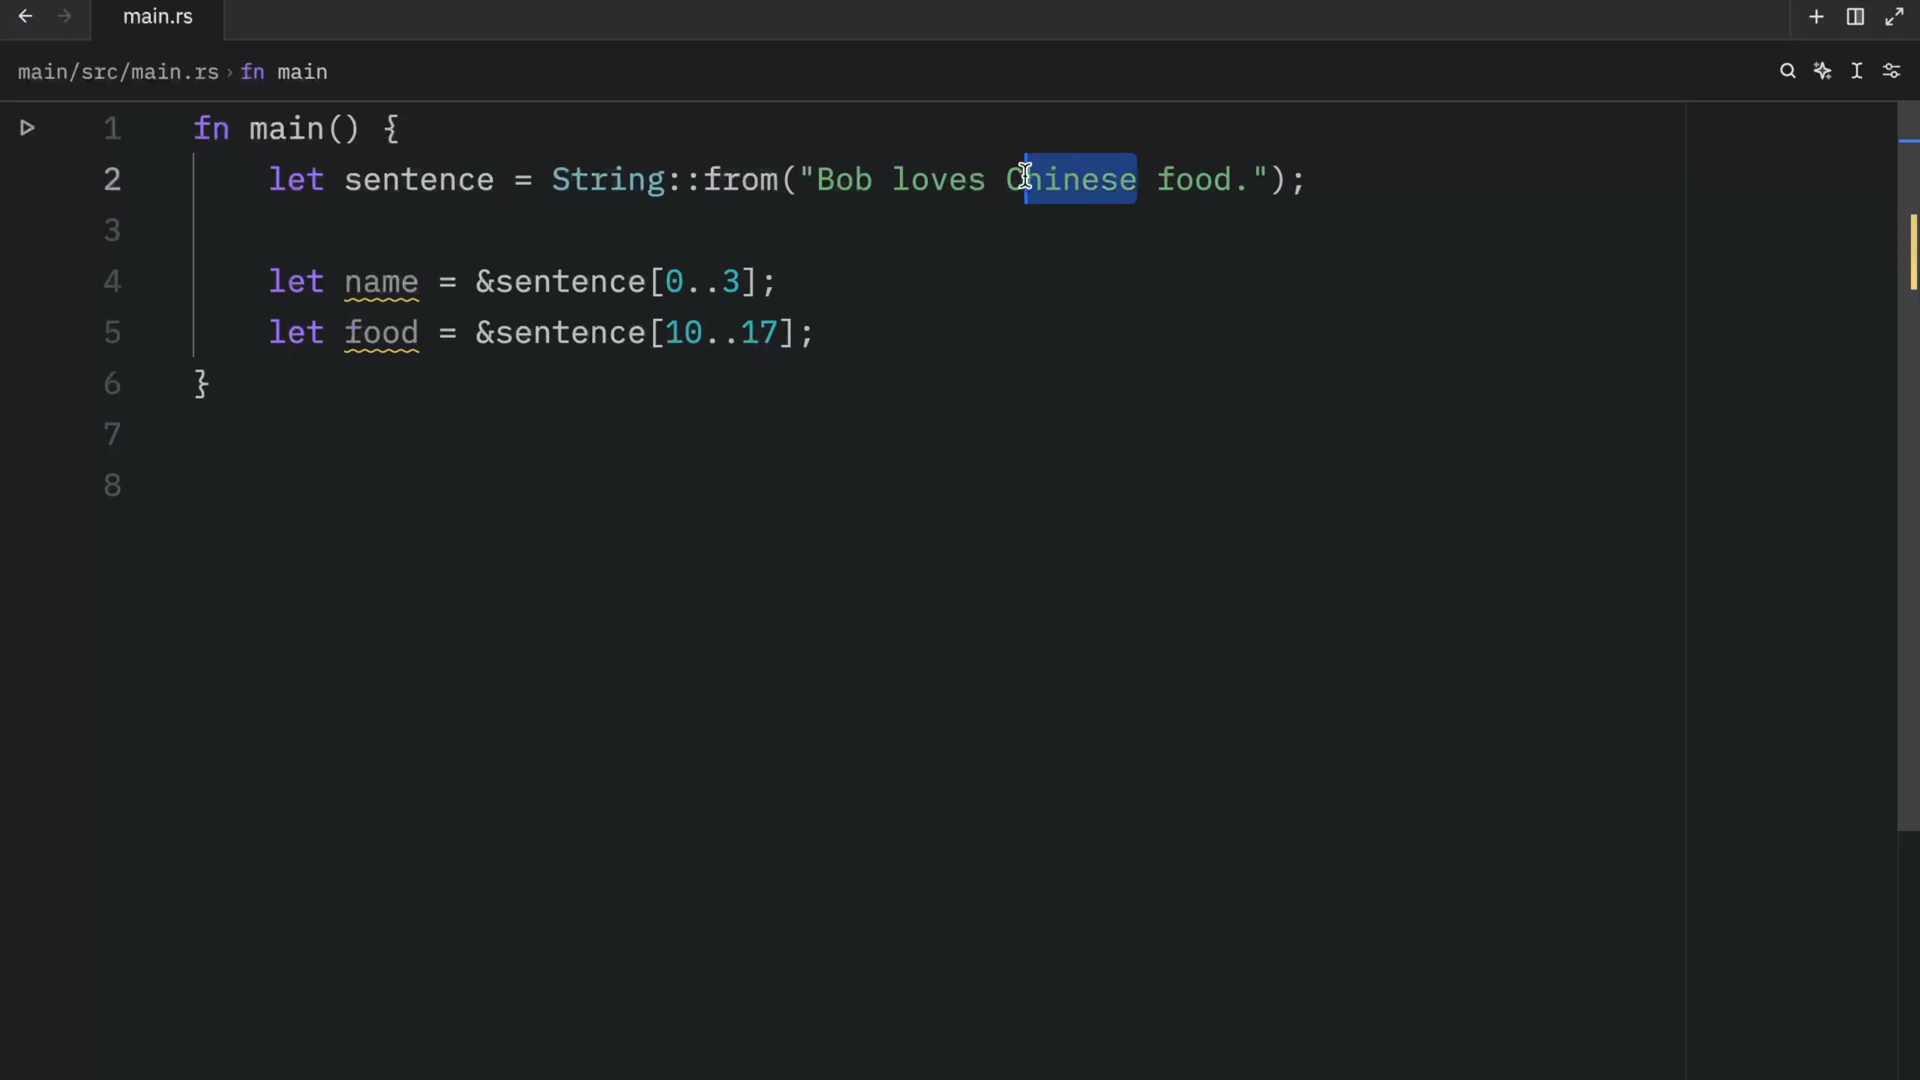 main.rs
main/src/main.rs › fn main
1 fn main() {
2 let sentence = String::from("Bob loves Chinese food.");
3
4 let name = &sentence[0..3];
5 let food = &sentence[10..17];
6 }
7
8